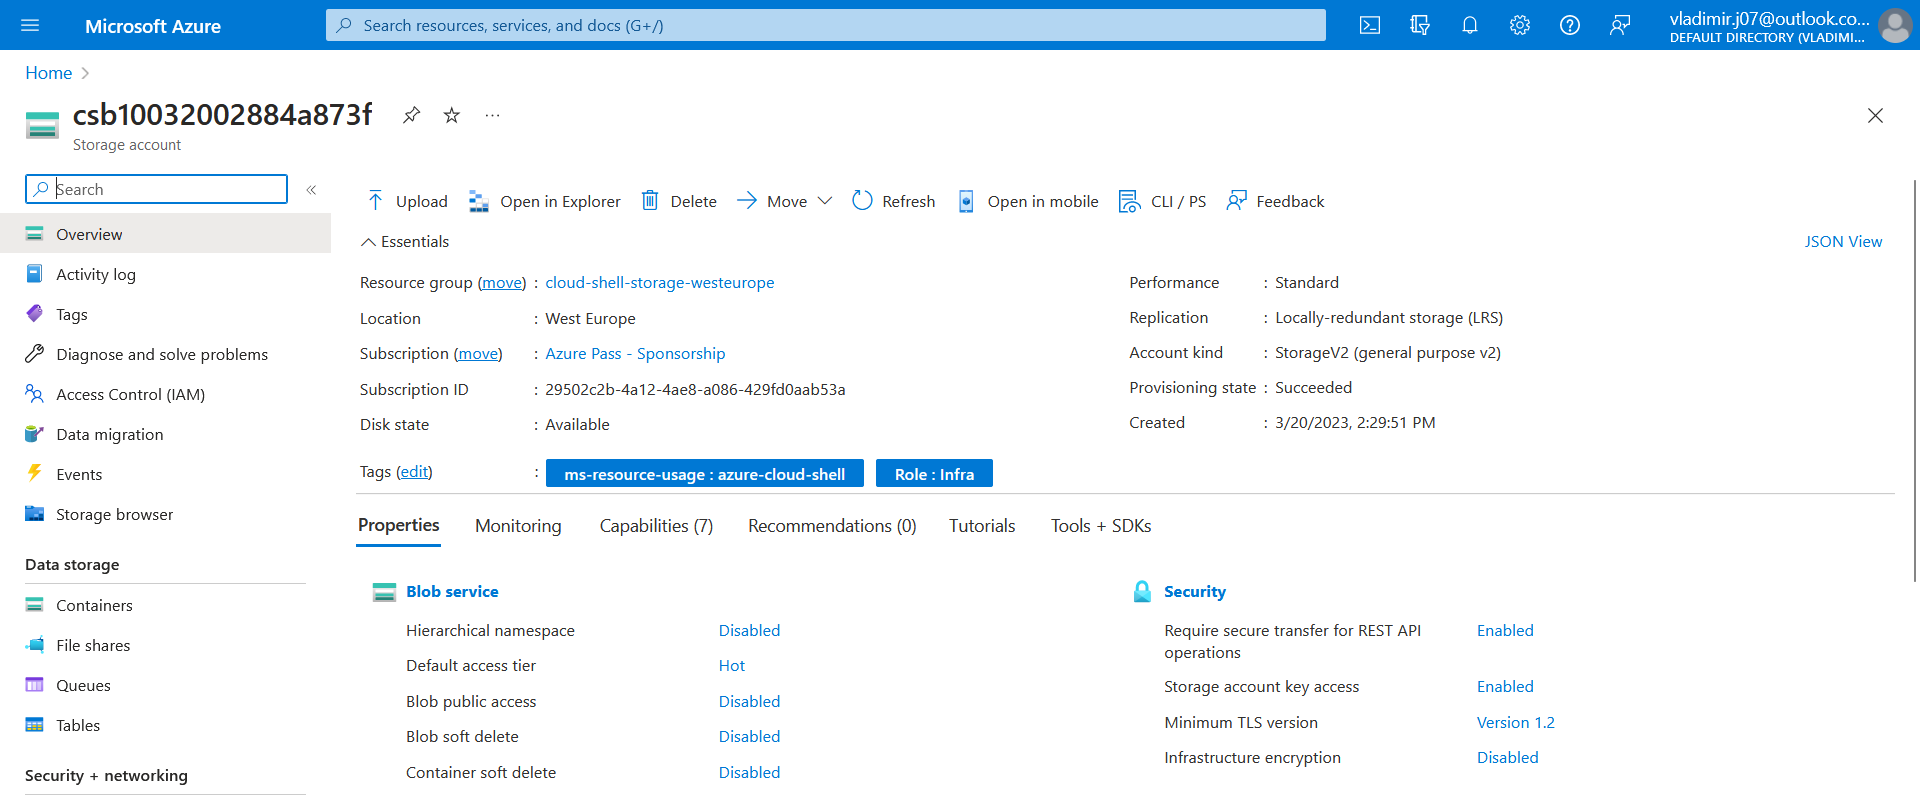 Microsoft Azure
Search resources, services, and docs (G+/)
vladimir.j07@outlook.co...
DEFAULT DIRECTORY (VLADIMI...
Home
csb10032002884a873f
Storage account
Search
Overview
Activity log
Tags
Diagnose and solve problems
Access Control (IAM)
Data migration
Events
Storage browser
Data storage
Containers
File shares
Queues
Tables
Security + networking
Upload Open in Explorer Delete Move Refresh Open in mobile CLI / PS Feedback
Essentials
JSON View
Resource group (move) : cloud-shell-storage-westeurope
Location : West Europe
Subscription (move) : Azure Pass - Sponsorship
Subscription ID : 29502c2b-4a12-4ae8-a086-429fd0aab53a
Disk state : Available
Performance : Standard
Replication : Locally-redundant storage (LRS)
Account kind : StorageV2 (general purpose v2)
Provisioning state : Succeeded
Created : 3/20/2023, 2:29:51 PM
Tags (edit) : ms-resource-usage : azure-cloud-shell Role : Infra
Properties Monitoring Capabilities (7) Recommendations (0) Tutorials Tools + SDKs
Blob service
Hierarchical namespace Disabled
Default access tier Hot
Blob public access Disabled
Blob soft delete Disabled
Container soft delete Disabled
Security
Require secure transfer for REST API Enabled
operations
Storage account key access Enabled
Minimum TLS version Version 1.2
Infrastructure encryption Disabled